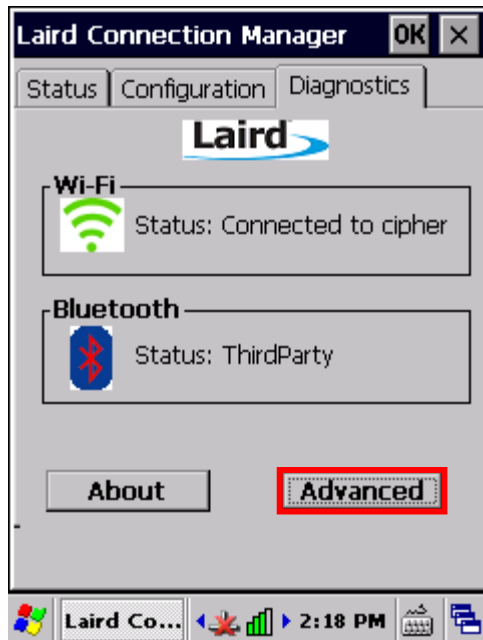 Laird Connection Manager OK ×
Status Configuration Diagnostics
Laird
Wi-Fi
Status: Connected to cipher
Bluetooth
Status: ThirdParty
About Advanced
Laird Co... 2:18 PM